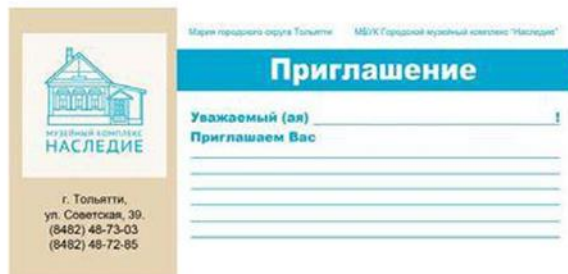 Мэрия городского округа Тольятти МБУК Городской музейный комплекс "Наследие"
Приглашение
Уважаемый (ая) !
Приглашаем Вас
МУЗЕЙНЫЙ КОМПЛЕКС
НАСЛЕДИЕ
г. Тольятти,
ул. Советская, 39.
(8482) 48-73-03
(8482) 48-72-85